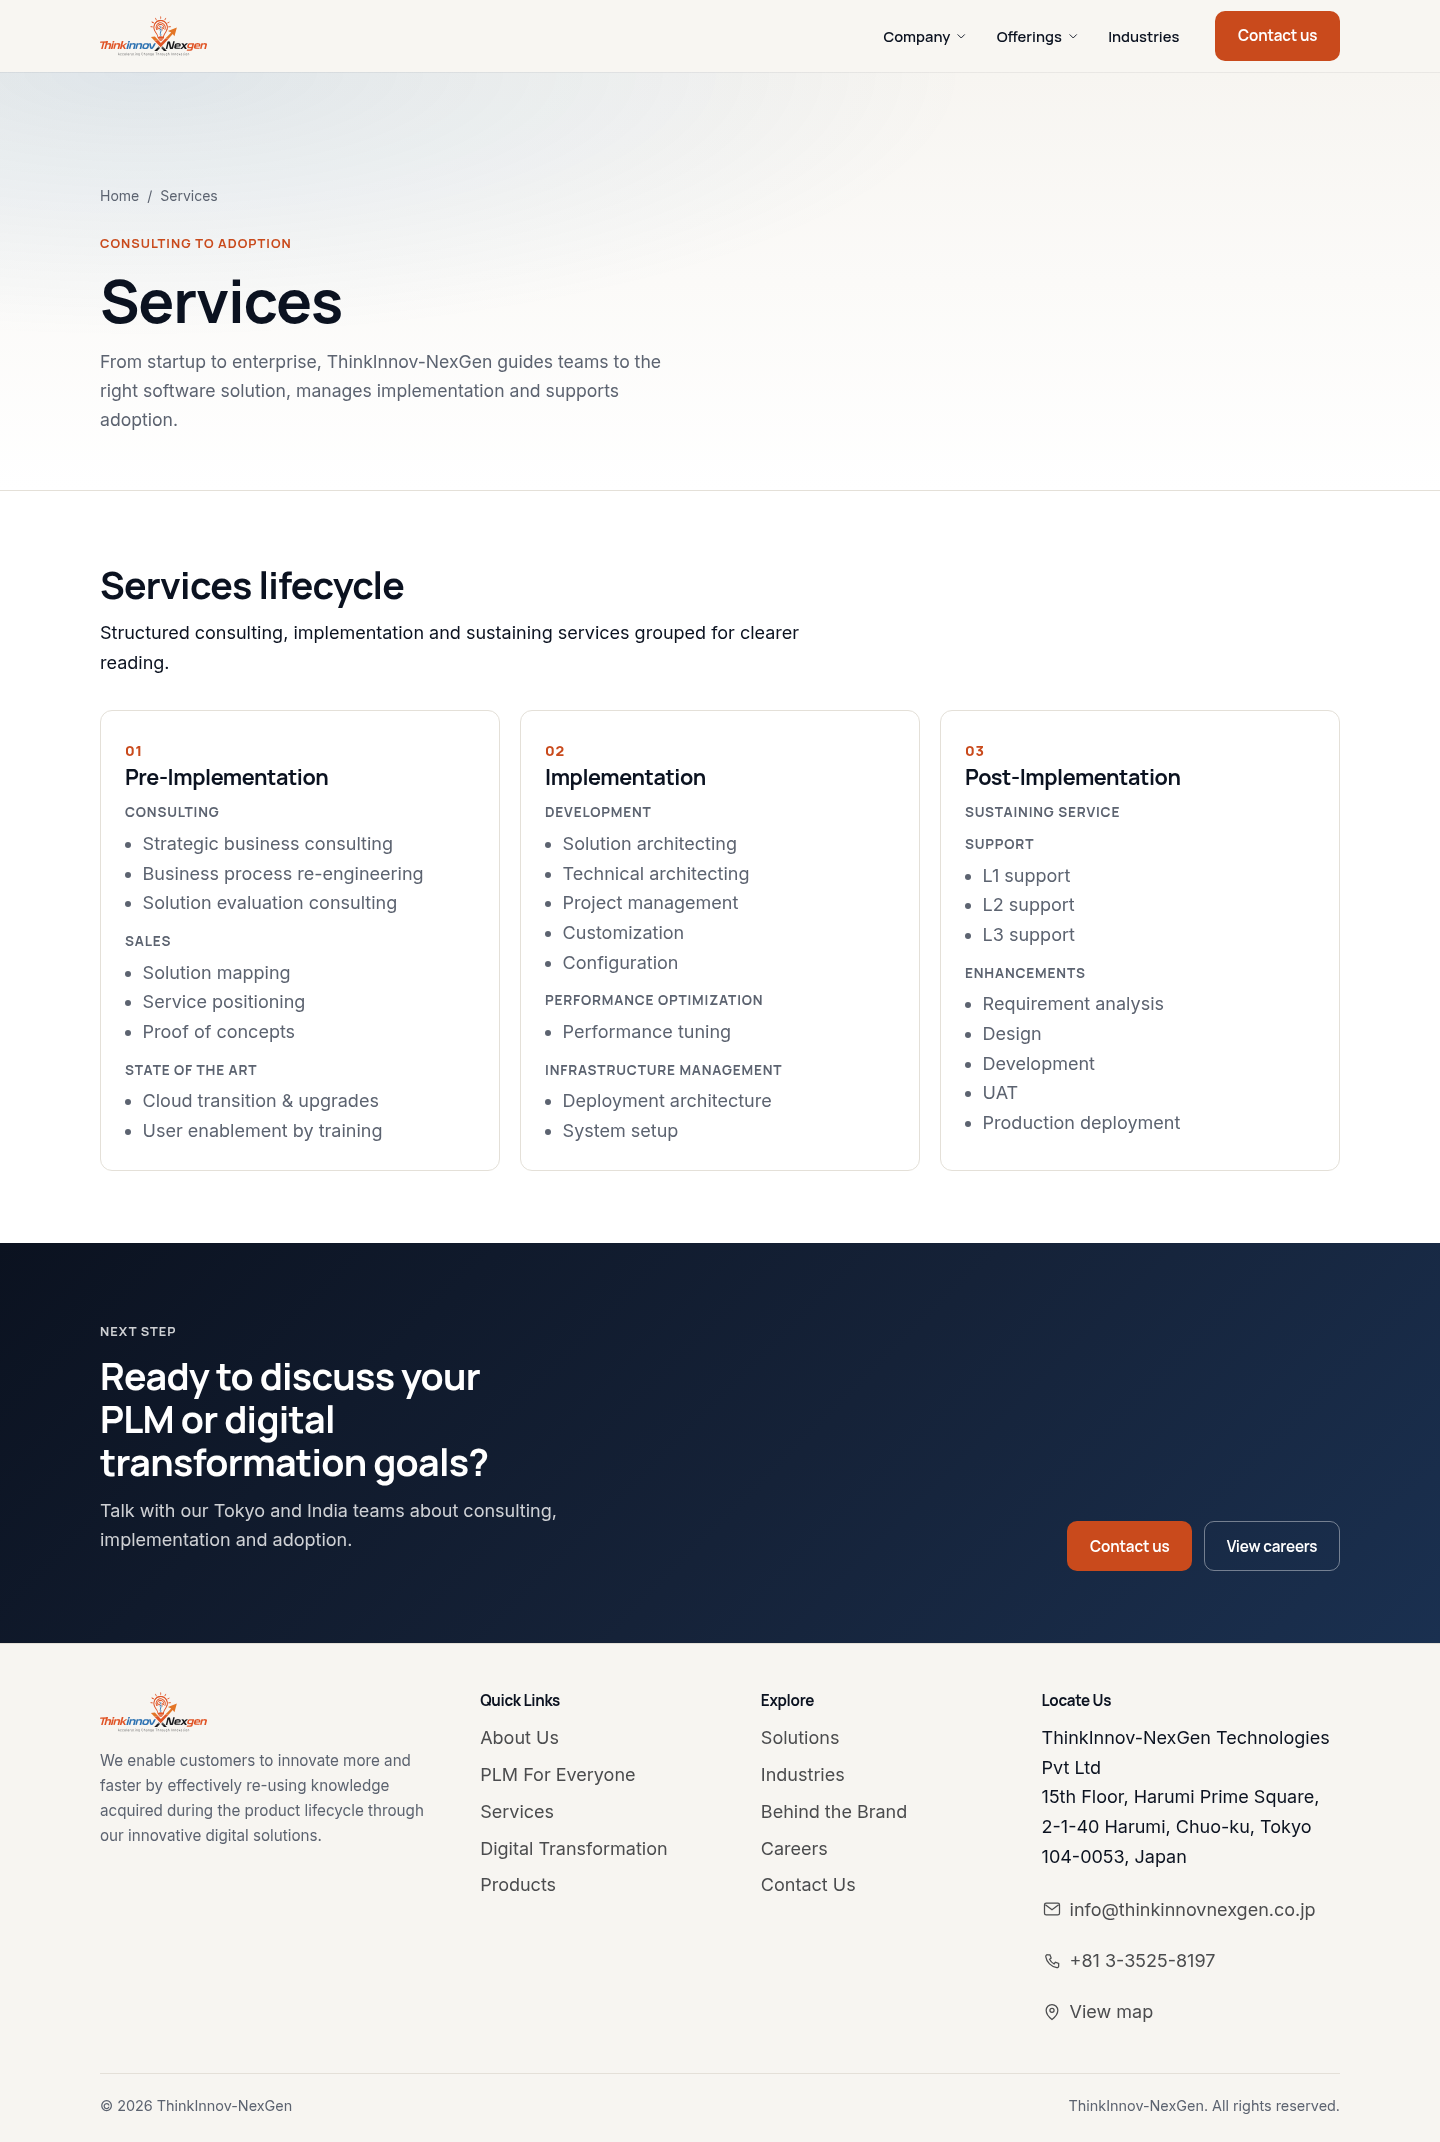 ThinkinnovXNexgen
Company
Offerings
Industries
Contact us
Home / Services
CONSULTING TO ADOPTION
Services
From startup to enterprise, ThinkInnov-NexGen guides teams to the
right software solution, manages implementation and supports
adoption.
Services lifecycle
Structured consulting, implementation and sustaining services grouped for clearer
reading.
01
Pre-Implementation
CONSULTING
Strategic business consulting
Business process re-engineering
Solution evaluation consulting
SALES
Solution mapping
Service positioning
Proof of concepts
STATE OF THE ART
Cloud transition & upgrades
User enablement by training
02
Implementation
DEVELOPMENT
Solution architecting
Technical architecting
Project management
Customization
Configuration
PERFORMANCE OPTIMIZATION
Performance tuning
INFRASTRUCTURE MANAGEMENT
Deployment architecture
System setup
03
Post-Implementation
SUSTAINING SERVICE
SUPPORT
L1 support
L2 support
L3 support
ENHANCEMENTS
Requirement analysis
Design
Development
UAT
Production deployment
NEXT STEP
Ready to discuss your
PLM or digital
transformation goals?
Talk with our Tokyo and India teams about consulting,
implementation and adoption.
Contact us
View careers
ThinkinnovXNexgen
We enable customers to innovate more and
faster by effectively re-using knowledge
acquired during the product lifecycle through
our innovative digital solutions.
Quick Links
About Us
PLM For Everyone
Services
Digital Transformation
Products
Explore
Solutions
Industries
Behind the Brand
Careers
Contact Us
Locate Us
ThinkInnov-NexGen Technologies
Pvt Ltd
15th Floor, Harumi Prime Square,
2-1-40 Harumi, Chuo-ku, Tokyo
104-0053, Japan
info@thinkinnovnexgen.co.jp
+81 3-3525-8197
View map
© 2026 ThinkInnov-NexGen
ThinkInnov-NexGen. All rights reserved.